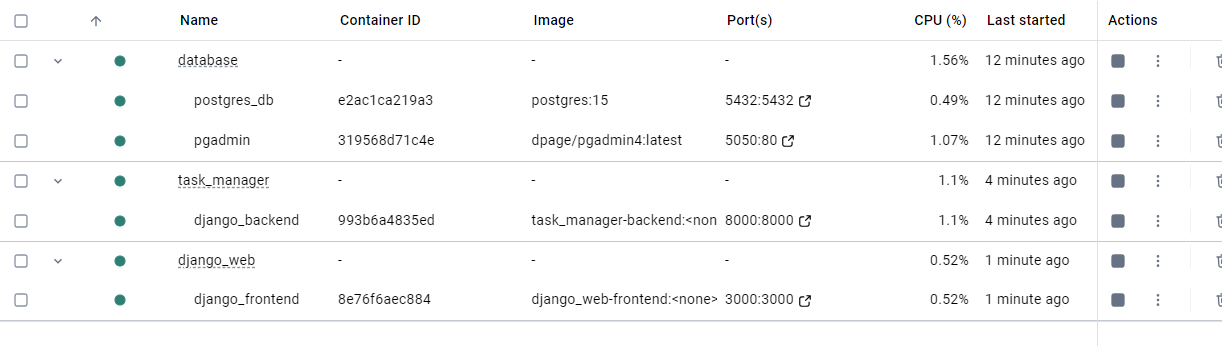 Name Container ID Image Port(s) CPU (%) Last started Actions
database - - - 1.56% 12 minutes ago
postgres_db e2ac1ca219a3 postgres:15 5432:5432 0.49% 12 minutes ago
pgadmin 319568d71c4e dpage/pgadmin4:latest 5050:80 1.07% 12 minutes ago
task_manager - - - 1.1% 4 minutes ago
django_backend 993b6a4835ed task_manager-backend:<non 8000:8000 1.1% 4 minutes ago
django_web - - - 0.52% 1 minute ago
django_frontend 8e76f6aec884 django_web-frontend:<none> 3000:3000 0.52% 1 minute ago